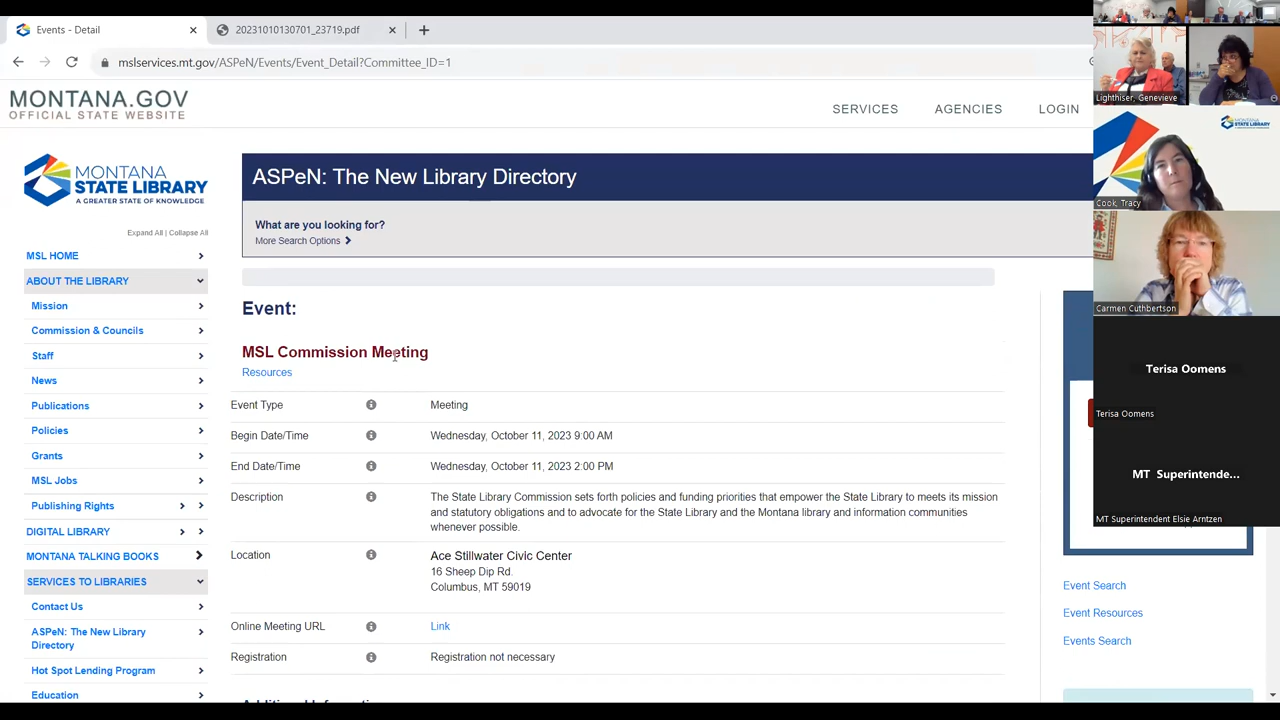 Events - Detail
20231010130701_23719.pdf
mslservices.mt.gov/ASPeN/Events/Event_Detail?Committee_ID=1
MONTANA.GOV
OFFICIAL STATE WEBSITE
SERVICES
AGENCIES
LOGIN
MONTANA
STATE LIBRARY
A GREATER STATE OF KNOWLEDGE
Expand All | Collapse All
MSL HOME
ABOUT THE LIBRARY
Mission
Commission & Councils
Staff
News
Publications
Policies
Grants
MSL Jobs
Publishing Rights
DIGITAL LIBRARY
MONTANA TALKING BOOKS
SERVICES TO LIBRARIES
Contact Us
ASPeN: The New Library
Directory
Hot Spot Lending Program
Education
ASPeN: The New Library Directory
What are you looking for?
More Search Options
Event:
MSL Commission Meeting
Resources
Event Type
Meeting
Begin Date/Time
Wednesday, October 11, 2023 9:00 AM
End Date/Time
Wednesday, October 11, 2023 2:00 PM
Description
The State Library Commission sets forth policies and funding priorities that empower the State Library to meets its mission
and statutory obligations and to advocate for the State Library and the Montana library and information communities
whenever possible.
Location
Ace Stillwater Civic Center
16 Sheep Dip Rd.
Columbus, MT 59019
Online Meeting URL
Link
Registration
Registration not necessary
Event Search
Event Resources
Events Search
Lighthiser, Genevieve
MONTANA
STATE LIBRARY
Cook, Tracy
Carmen Cuthbertson
Terisa Oomens
Terisa Oomens
MT Superintende...
MT Superintendent Elsie Arntzen